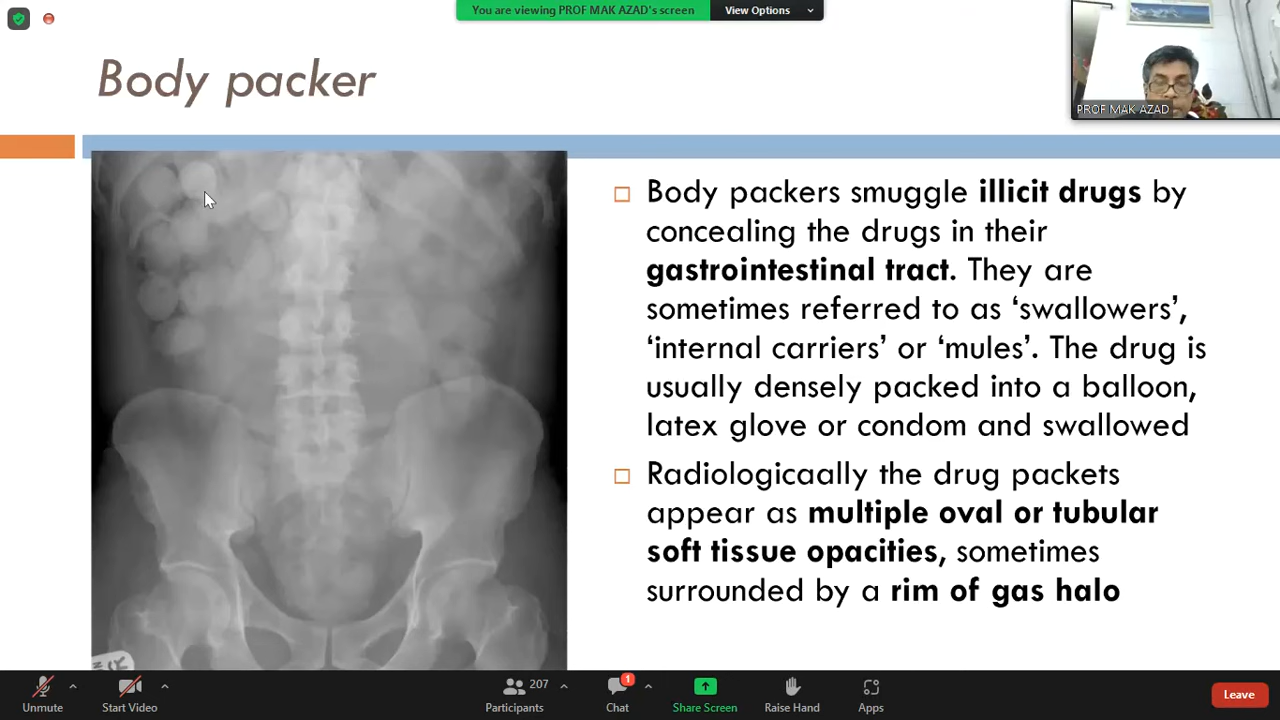 You are viewing PROF MAK AZAD's screen
View Options
PROF MAK AZAD
Body packer
Body packers smuggle illicit drugs by
concealing the drugs in their
gastrointestinal tract. They are
sometimes referred to as ‘swallowers’,
‘internal carriers’ or ‘mules’. The drug is
usually densely packed into a balloon,
latex glove or condom and swallowed
Radiologicaally the drug packets
appear as multiple oval or tubular
soft tissue opacities, sometimes
surrounded by a rim of gas halo
Unmute
Start Video
207
Participants
1
Chat
Share Screen
Raise Hand
Apps
Leave